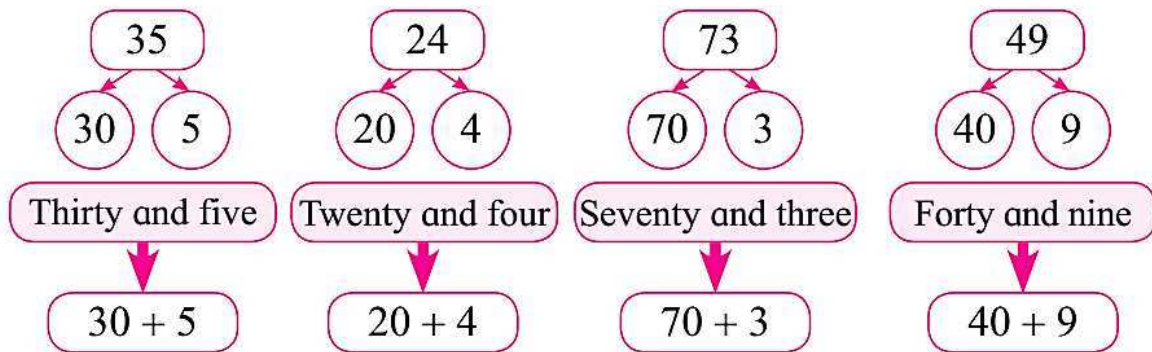 35 24 73 49
30 5 20 4 70 3 40 9
Thirty and five Twenty and four Seventy and three Forty and nine
30 + 5 20 + 4 70 + 3 40 + 9